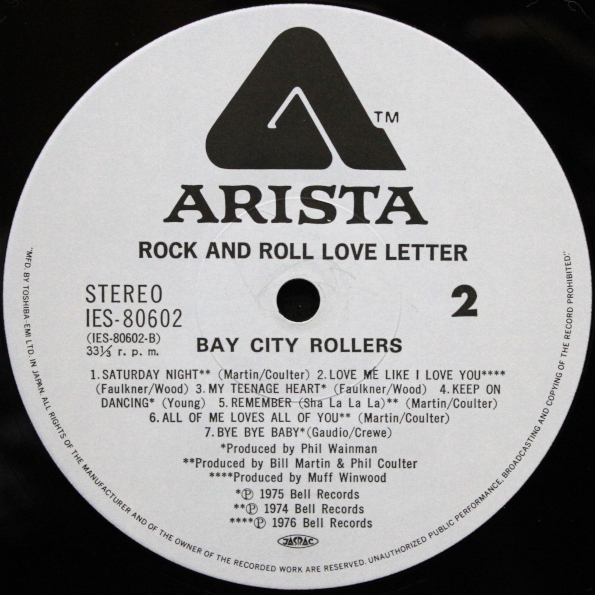 TM
ARISTA
ROCK AND ROLL LOVE LETTER
STEREO
IES-80602
(IES-80602-B)
33⅓ r. p. m.
2
BAY CITY ROLLERS
1.SATURDAY NIGHT** (Martin/Coulter) 2.LOVE ME LIKE I LOVE YOU****
(Faulkner/Wood) 3.MY TEENAGE HEART* (Faulkner/Wood) 4.KEEP ON
DANCING* (Young) 5.REMEMBER (Sha La La La)** (Martin/Coulter)
6.ALL OF ME LOVES ALL OF YOU** (Martin/Coulter)
7.BYE BYE BABY*(Gaudio/Crewe)
*Produced by Phil Wainman
**Produced by Bill Martin & Phil Coulter
****Produced by Muff Winwood
*℗ 1975 Bell Records
**℗ 1974 Bell Records
****℗ 1976 Bell Records
JASRAC
"MFD. BY TOSHIBA EMI LTD. IN JAPAN. ALL RIGHTS OF THE MANUFACTURER AND OF THE OWNER OF THE RECORDED WORK ARE RESERVED. UNAUTHORIZED PUBLIC PERFORMANCE, BROADCASTING AND COPYING OF THE RECORD PROHIBITED."